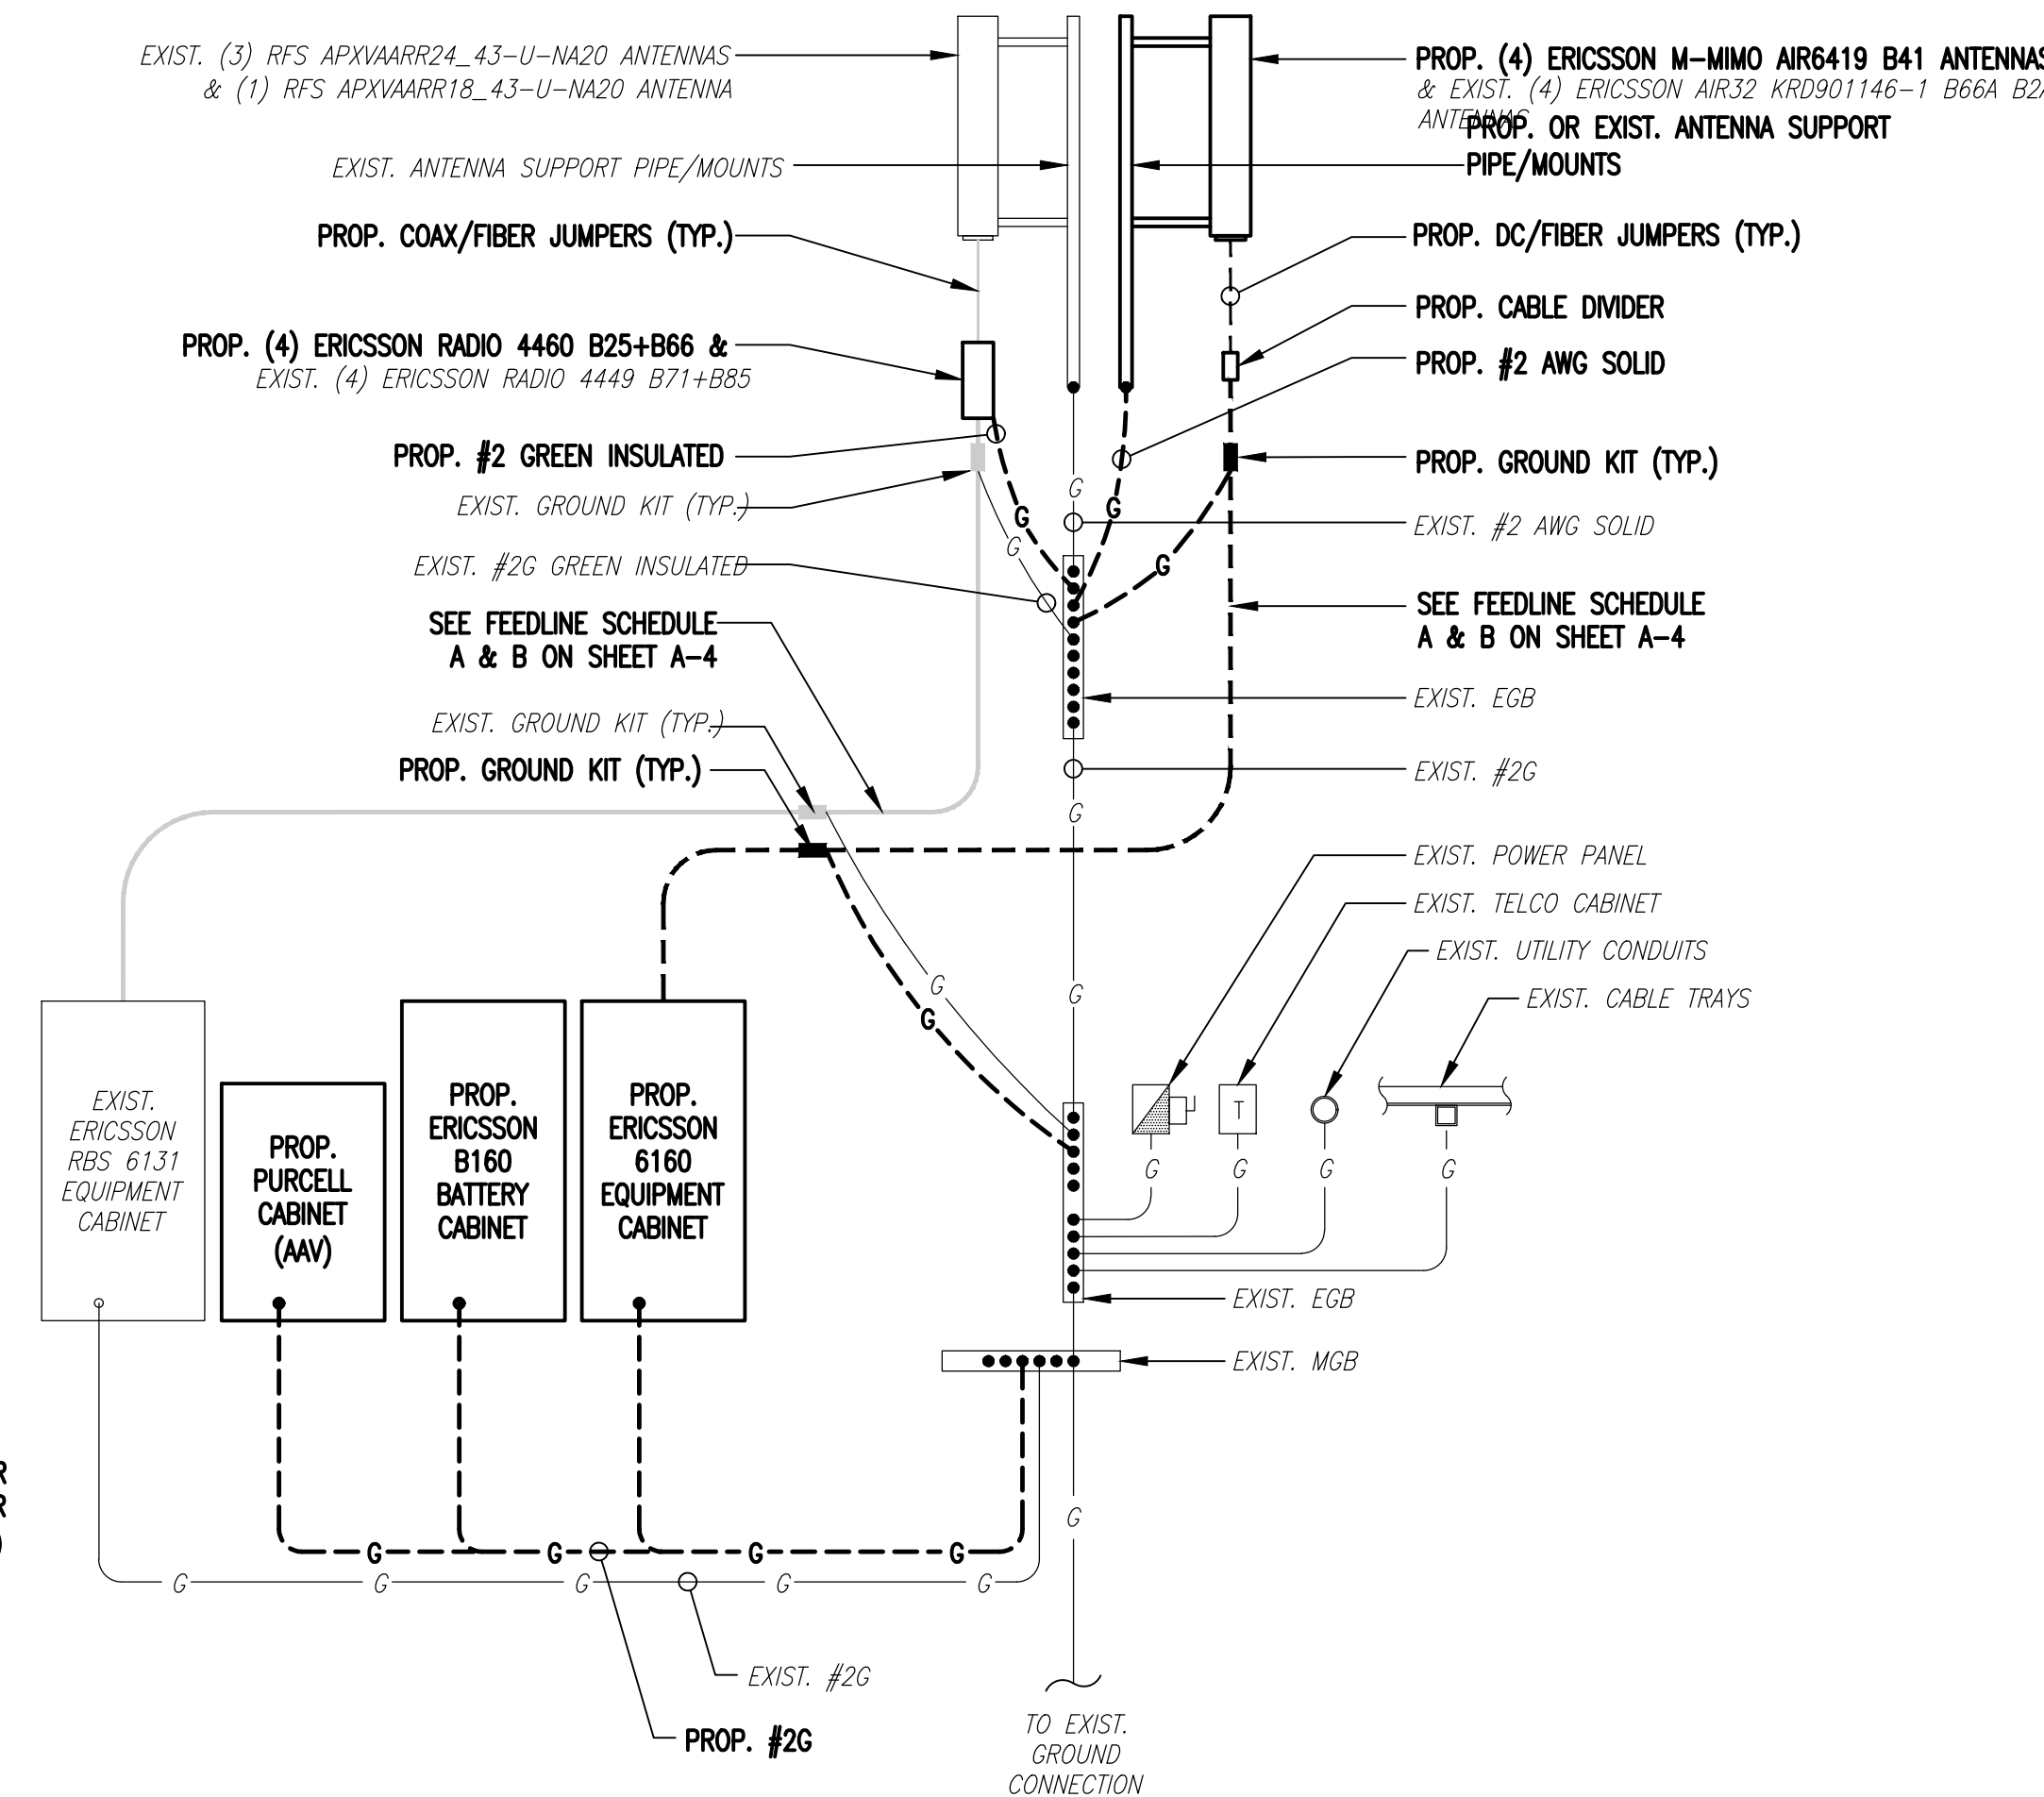 EXIST. (3) RFS APXVAARR24_43-U-NA20 ANTENNAS
& (1) RFS APXVAARR18_43-U-NA20 ANTENNA
EXIST. ANTENNA SUPPORT PIPE/MOUNTS
PROP. COAX/FIBER JUMPERS (TYP.)
PROP. (4) ERICSSON RADIO 4460 B25+B66 &
EXIST. (4) ERICSSON RADIO 4449 B71+B85
PROP. #2 GREEN INSULATED
EXIST. GROUND KIT (TYP.)
EXIST. #2G GREEN INSULATED
SEE FEEDLINE SCHEDULE
A & B ON SHEET A-4
EXIST. GROUND KIT (TYP.)
PROP. GROUND KIT (TYP.)
PROP. (4) ERICSSON M-MIMO AIR6419 B41 ANTENNAS
& EXIST. (4) ERICSSON AIR32 KRD901146-1 B66A
ANTENNAS
PROP. OR EXIST. ANTENNA SUPPORT
PIPE/MOUNTS
PROP. DC/FIBER JUMPERS (TYP.)
PROP. CABLE DIVIDER
PROP. #2 AWG SOLID
PROP. GROUND KIT (TYP.)
EXIST. #2 AWG SOLID
SEE FEEDLINE SCHEDULE
A & B ON SHEET A-4
EXIST. EGB
EXIST. #2G
EXIST. POWER PANEL
EXIST. TELCO CABINET
EXIST. UTILITY CONDUITS
EXIST. CABLE TRAYS
G
G
G
G
G
G
G
G
G
EXIST.
ERICSSON
RBS 6131
EQUIPMENT
CABINET
PROP.
PURCELL
CABINET
(AAV)
PROP.
ERICSSON
B160
BATTERY
CABINET
PROP.
ERICSSON
6160
EQUIPMENT
CABINET
T
G G G G
EXIST. EGB
EXIST. MGB
G
G G G G
G G G G G
EXIST. #2G
PROP. #2G
TO EXIST.
GROUND
CONNECTION
R
R
)